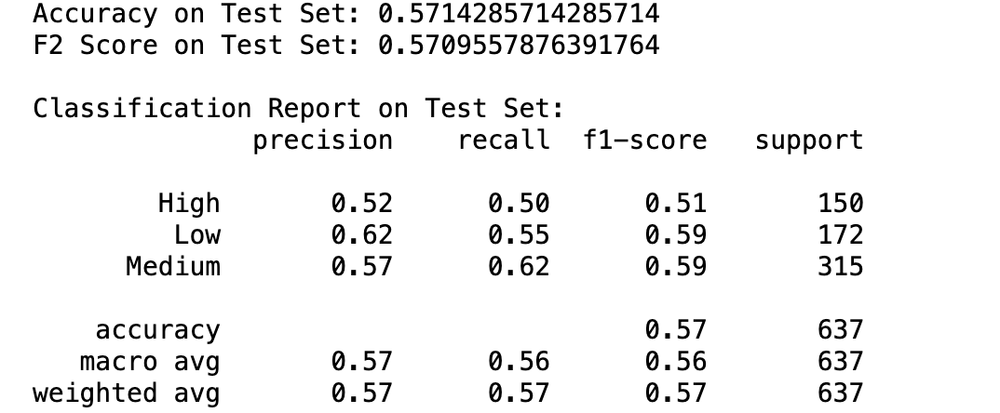 Accuracy on Test Set: 0.5714285714285714
F2 Score on Test Set: 0.5709557876391764
Classification Report on Test Set:
precision recall f1-score support
High 0.52 0.50 0.51 150
Low 0.62 0.55 0.59 172
Medium 0.57 0.62 0.59 315
accuracy 0.57 637
macro avg 0.57 0.56 0.56 637
weighted avg 0.57 0.57 0.57 637